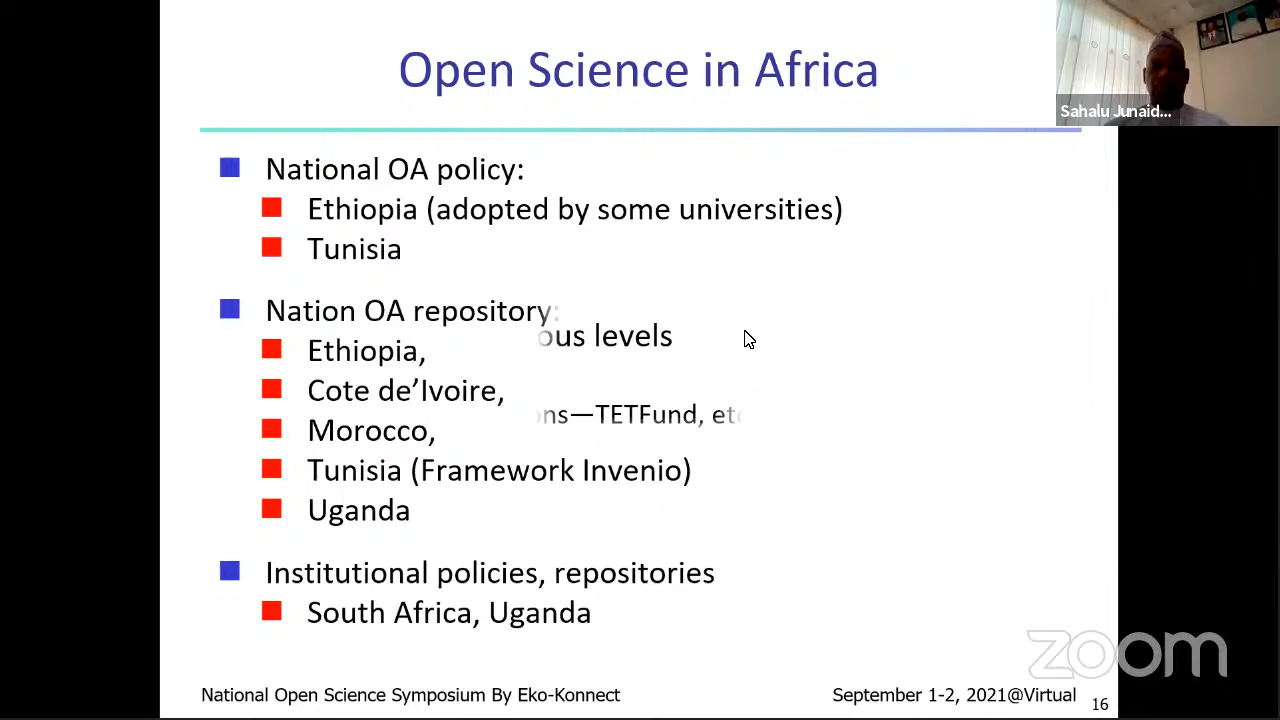 Open Science in Africa
Sahalu Junaid...
National OA policy:
Ethiopia (adopted by some universities)
Tunisia
Nation OA repository:
ous levels
Ethiopia,
Cote de’Ivoire,
ons—TETFund, etc
Morocco,
Tunisia (Framework Invenio)
Uganda
Institutional policies, repositories
South Africa, Uganda
zoom
National Open Science Symposium By Eko-Konnect
September 1-2, 2021@Virtual
16